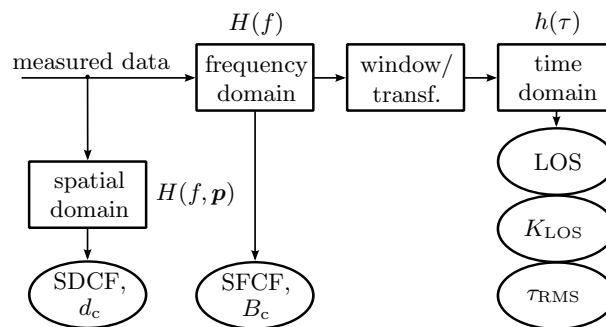 H(f)
h(τ)
measured data
frequency
domain
window/
transf.
time
domain
LOS
spatial
domain
H(f, p)
K_LOS
SDCF,
d_c
SFCF,
B_c
τ_RMS